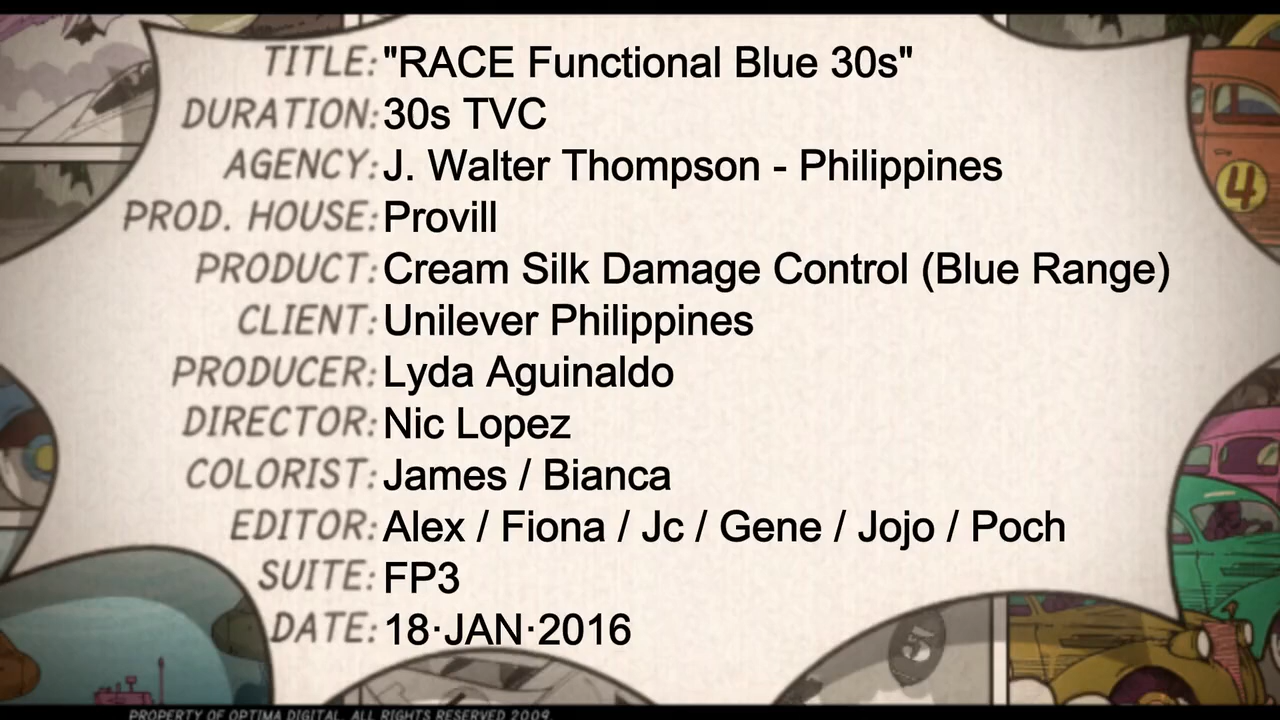 TITLE: "RACE Functional Blue 30s"
DURATION: 30s TVC
AGENCY: J. Walter Thompson - Philippines
PROD. HOUSE: Provill
PRODUCT: Cream Silk Damage Control (Blue Range)
CLIENT: Unilever Philippines
PRODUCER: Lyda Aguinaldo
DIRECTOR: Nic Lopez
COLORIST: James / Bianca
EDITOR: Alex / Fiona / Jc / Gene / Jojo / Poch
SUITE: FP3
DATE: 18·JAN·2016
4
5
PROPERTY OF OPTIMA DIGITAL. ALL RIGHTS RESERVED 2009.